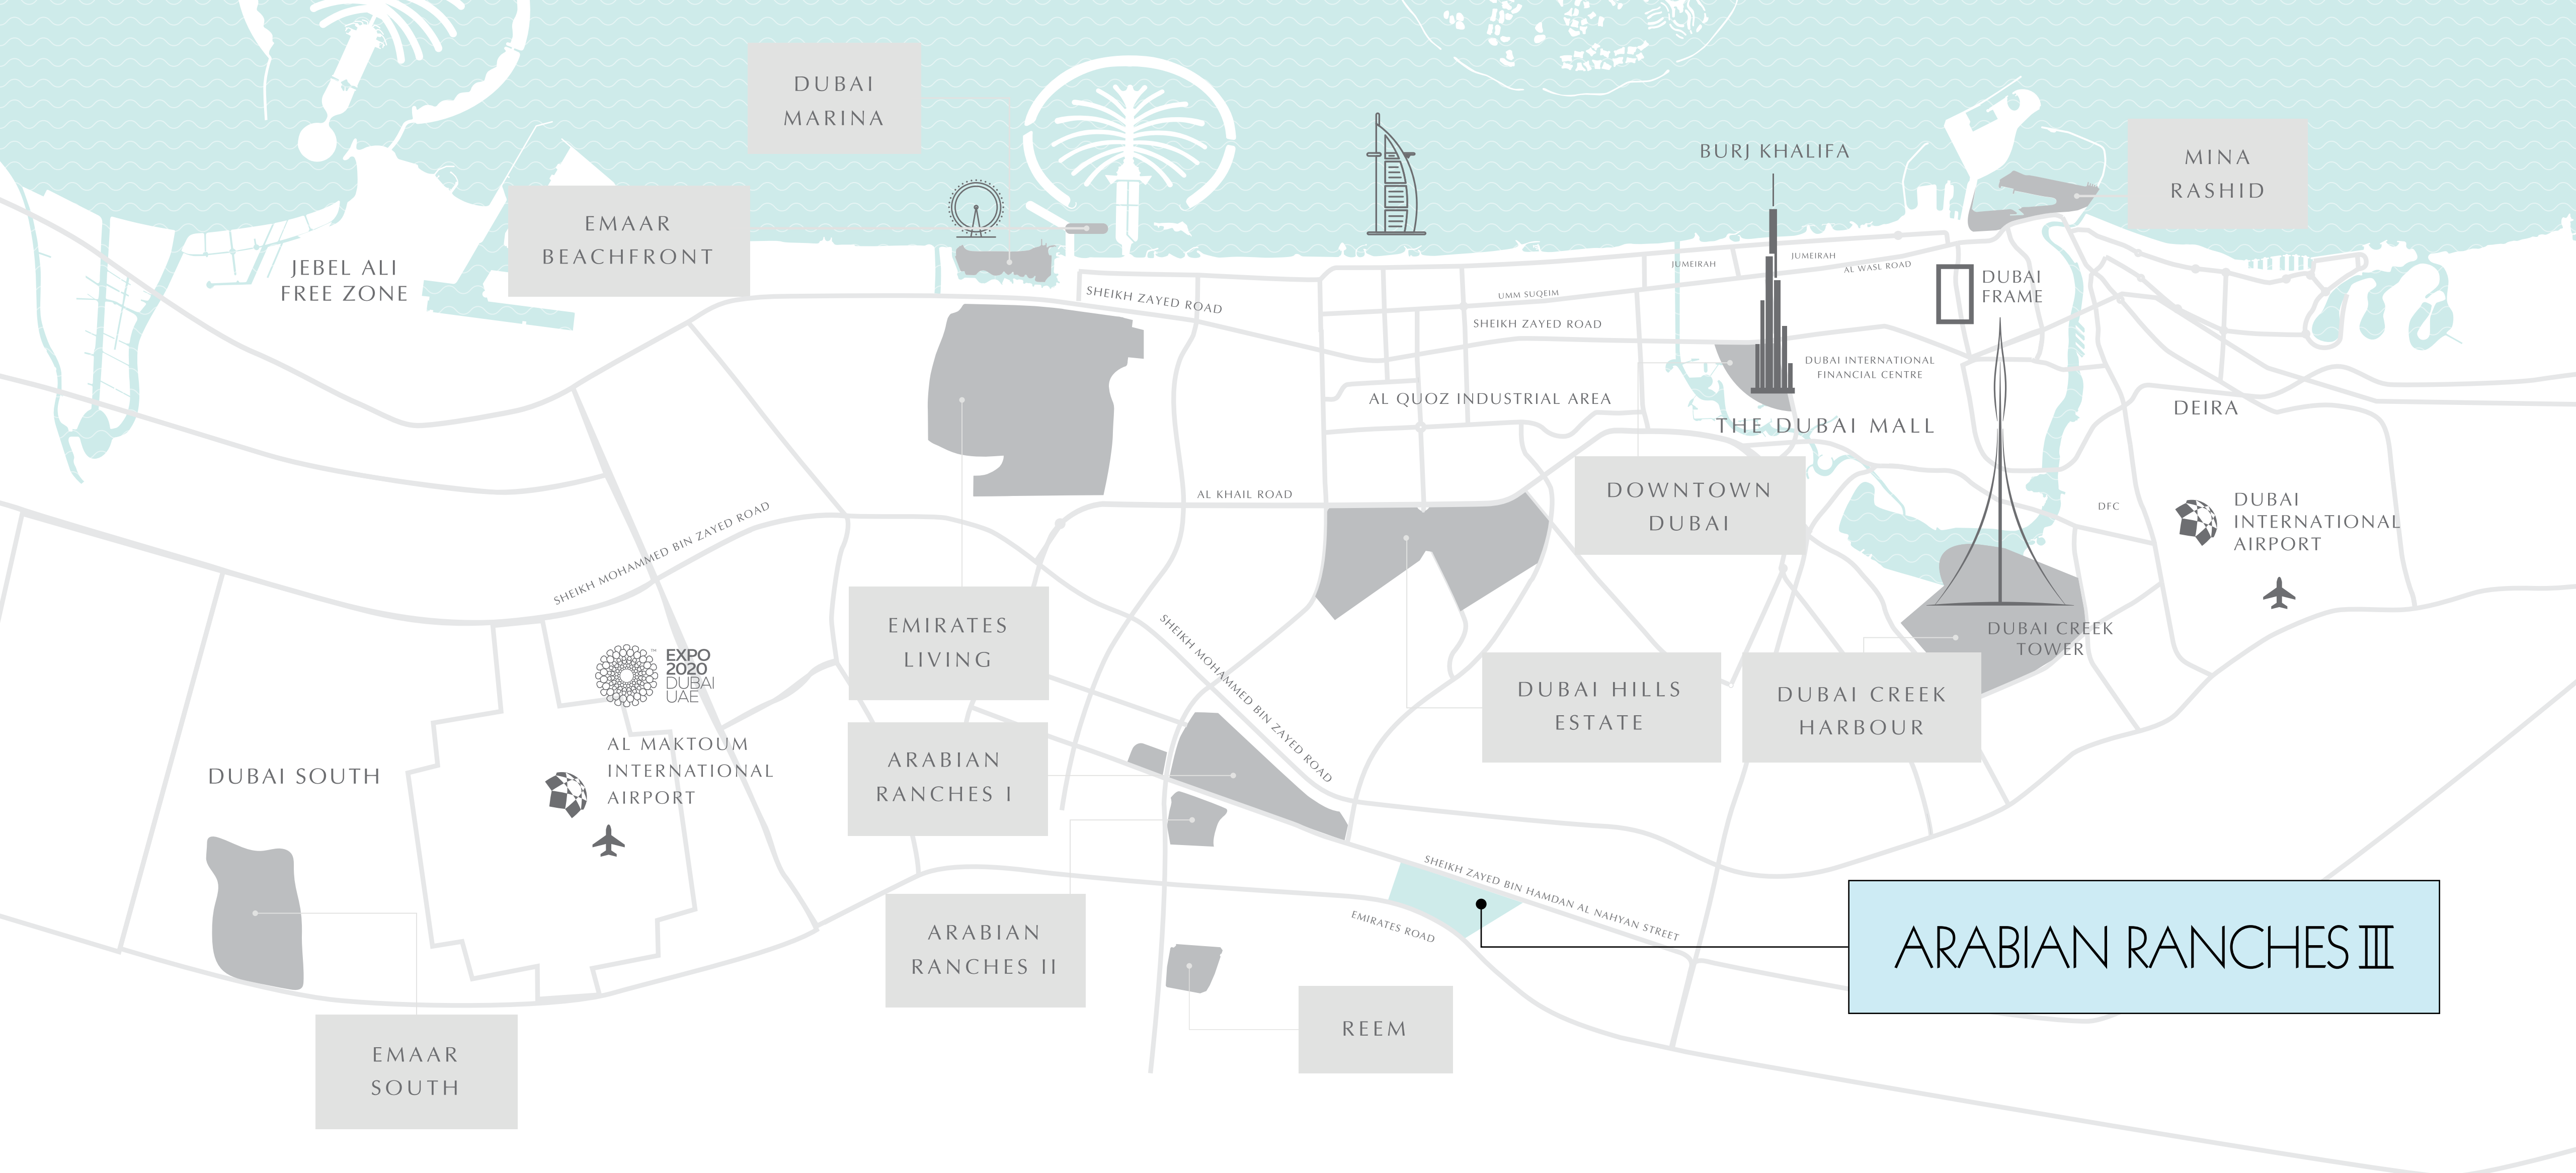 DUBAI
MARINA
BURJ KHALIFA
MINA
RASHID
EMAAR
BEACHFRONT
JEBEL ALI
FREE ZONE
SHEIKH ZAYED ROAD
UMM SUQEIM
SHEIKH ZAYED ROAD
JUMEIRAH
JUMEIRAH
AL WASL ROAD
DUBAI
FRAME
DUBAI INTERNATIONAL
FINANCIAL CENTRE
AL QUOZ INDUSTRIAL AREA
THE DUBAI MALL
DEIRA
AL KHAIL ROAD
DOWNTOWN
DUBAI
DFC
DUBAI
INTERNATIONAL
AIRPORT
SHEIKH MOHAMMED BIN ZAYED ROAD
EMIRATES
LIVING
SHEIKH MOHAMMED BIN ZAYED ROAD
DUBAI CREEK
TOWER
EXPO
2020
DUBAI
UAE
™
DUBAI HILLS
ESTATE
DUBAI CREEK
HARBOUR
AL MAKTOUM
INTERNATIONAL
AIRPORT
DUBAI SOUTH
ARABIAN
RANCHES I
SHEIKH ZAYED BIN HAMDAN AL NAHYAN STREET
EMIRATES ROAD
ARABIAN
RANCHES II
ARABIAN RANCHES III
REEM
EMAAR
SOUTH